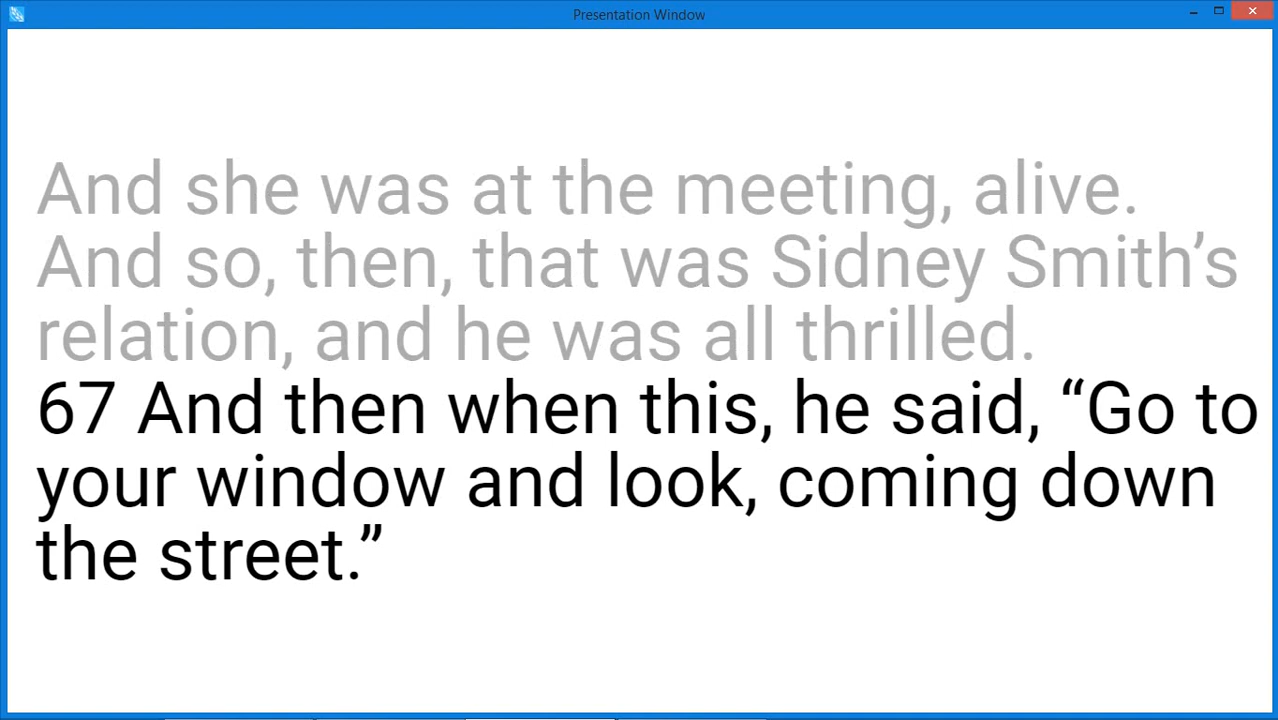 Presentation Window
And she was at the meeting, alive.
And so, then, that was Sidney Smith’s
relation, and he was all thrilled.
67 And then when this, he said, “Go to
your window and look, coming down
the street.”